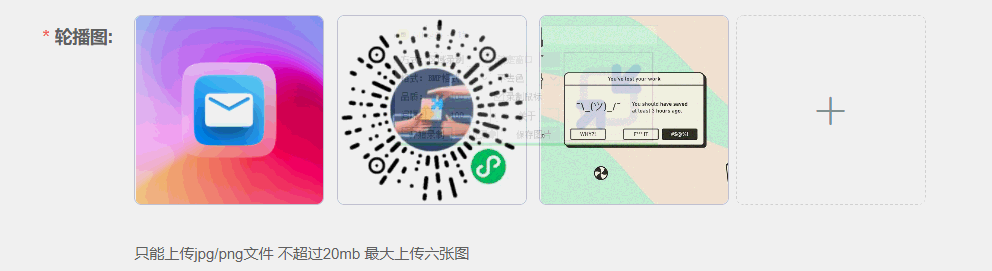 * 轮播图:
You've lost your work
¯\_(ツ)_/¯
You should have saved
at least 3 hours ago.
WHY?!
F*** IT
#$@%!
只能上传jpg/png文件 不超过20mb 最大上传六张图